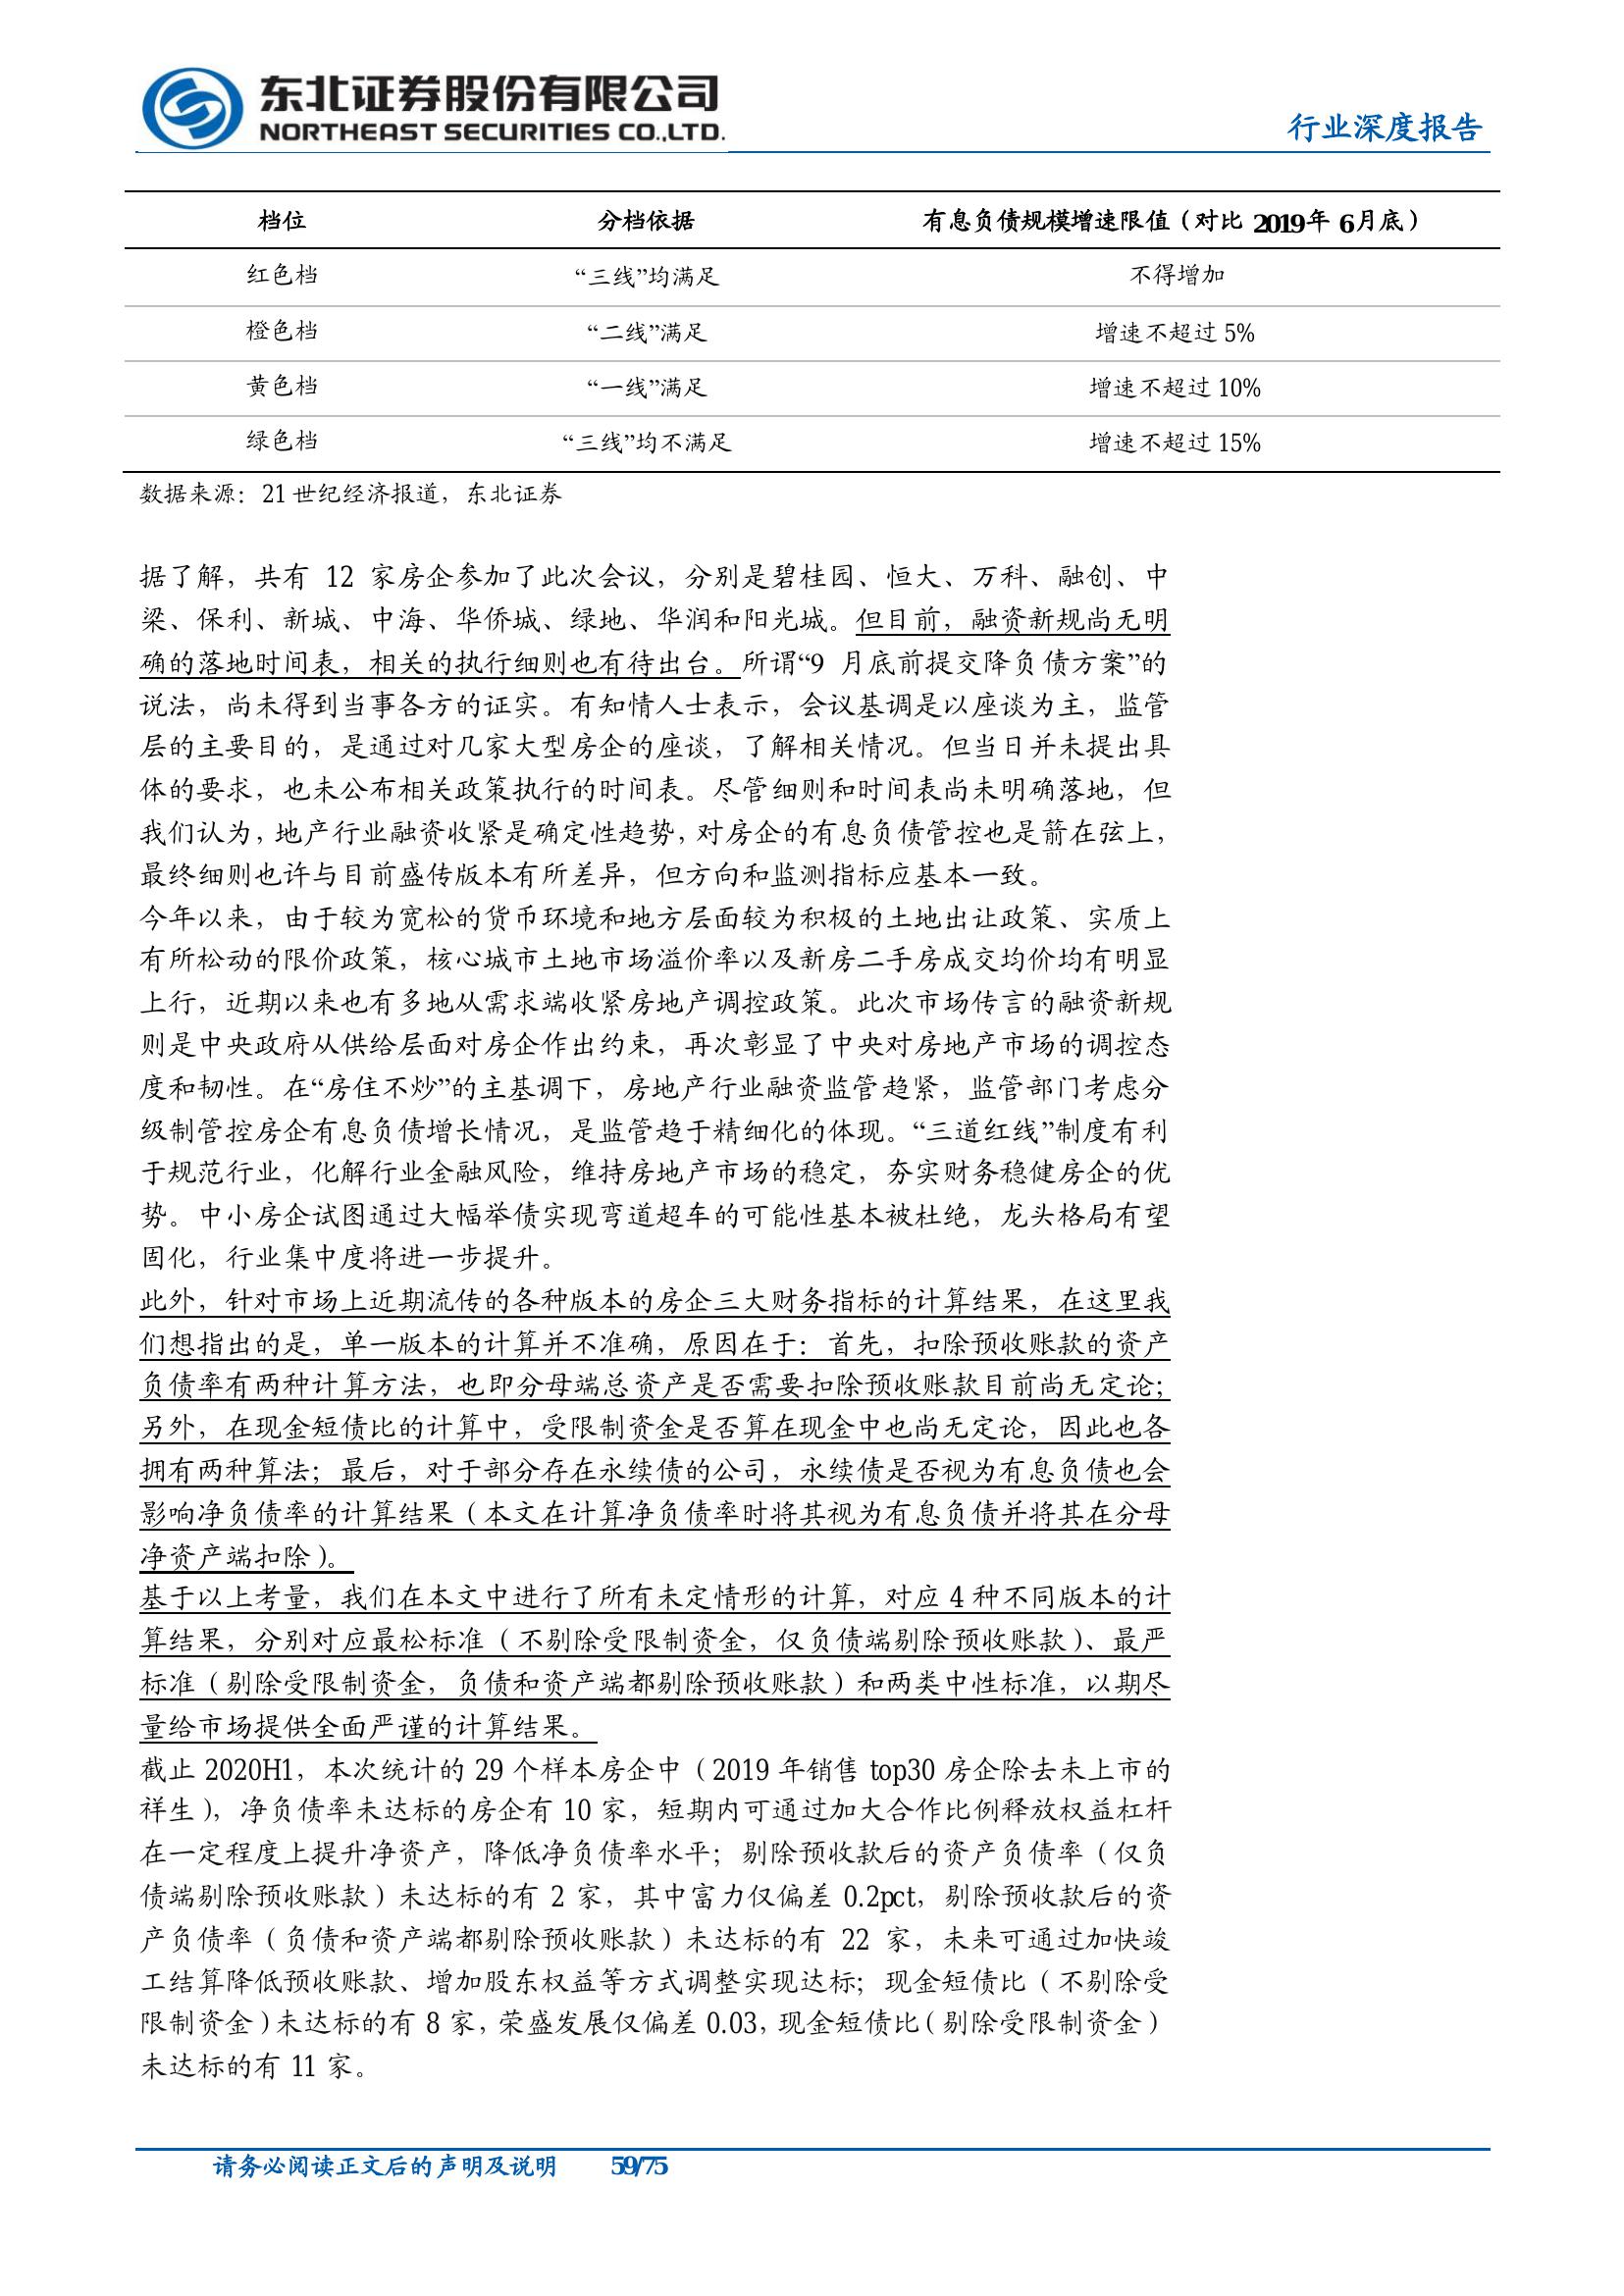 东北证券股份有限公司
NORTHEAST SECURITIES CO.,LTD.
行业深度报告
档位 分档依据 有息负债规模增速限值（对比 2019年 6月底）
红色档 “三线”均满足 不得增加
橙色档 “二线”满足 增速不超过 5%
黄色档 “一线”满足 增速不超过 10%
绿色档 “三线”均不满足 增速不超过 15%
数据来源：21 世纪经济报道，东北证券
据了解，共有 12 家房企参加了此次会议，分别是碧桂园、恒大、万科、融创、中
梁、保利、新城、中海、华侨城、绿地、华润和阳光城。但目前，融资新规尚无明
确的落地时间表，相关的执行细则也有待出台。所谓“9 月底前提交降负债方案”的
说法，尚未得到当事各方的证实。有知情人士表示，会议基调是以座谈为主，监管
层的主要目的，是通过对几家大型房企的座谈，了解相关情况。但当日并未提出具
体的要求，也未公布相关政策执行的时间表。尽管细则和时间表尚未明确落地，但
我们认为，地产行业融资收紧是确定性趋势，对房企的有息负债管控也是箭在弦上，
最终细则也许与目前盛传版本有所差异，但方向和监测指标应基本一致。
今年以来，由于较为宽松的货币环境和地方层面较为积极的土地出让政策、实质上
有所松动的限价政策，核心城市土地市场溢价率以及新房二手房成交均价均有明显
上行，近期以来也有多地从需求端收紧房地产调控政策。此次市场传言的融资新规
则是中央政府从供给层面对房企作出约束，再次彰显了中央对房地产市场的调控态
度和韧性。在“房住不炒”的主基调下，房地产行业融资监管趋紧，监管部门考虑分
级制管控房企有息负债增长情况，是监管趋于精细化的体现。“三道红线”制度有利
于规范行业，化解行业金融风险，维持房地产市场的稳定，夯实财务稳健房企的优
势。中小房企试图通过大幅举债实现弯道超车的可能性基本被杜绝，龙头格局有望
固化，行业集中度将进一步提升。
此外，针对市场上近期流传的各种版本的房企三大财务指标的计算结果，在这里我
们想指出的是，单一版本的计算并不准确，原因在于：首先，扣除预收账款的资产
负债率有两种计算方法，也即分母端总资产是否需要扣除预收账款目前尚无定论；
另外，在现金短债比的计算中，受限制资金是否算在现金中也尚无定论，因此也各
拥有两种算法；最后，对于部分存在永续债的公司，永续债是否视为有息负债也会
影响净负债率的计算结果（本文在计算净负债率时将其视为有息负债并将其在分母
净资产端扣除）。
基于以上考量，我们在本文中进行了所有未定情形的计算，对应 4 种不同版本的计
算结果，分别对应最松标准（不剔除受限制资金，仅负债端剔除预收账款）、最严
标准（剔除受限制资金，负债和资产端都剔除预收账款）和两类中性标准，以期尽
量给市场提供全面严谨的计算结果。
截止 2020H1，本次统计的 29 个样本房企中（2019 年销售 top30 房企除去未上市的
祥生），净负债率未达标的房企有 10 家，短期内可通过加大合作比例释放权益杠杆
在一定程度上提升净资产，降低净负债率水平；剔除预收款后的资产负债率（仅负
债端剔除预收账款）未达标的有 2 家，其中富力仅偏差 0.2pct，剔除预收款后的资
产负债率（负债和资产端都剔除预收账款）未达标的有 22 家，未来可通过加快竣
工结算降低预收账款、增加股东权益等方式调整实现达标；现金短债比（不剔除受
限制资金）未达标的有 8 家，荣盛发展仅偏差 0.03，现金短债比（剔除受限制资金）
未达标的有 11 家。
请务必阅读正文后的声明及说明 59/75